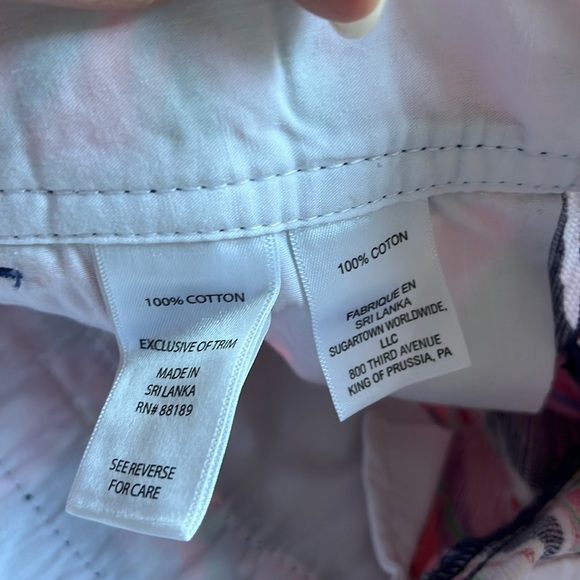 100% COTTON
EXCLUSIVE OF TRIM
MADE IN
SRI LANKA
RN# 88189
SEE REVERSE
FOR CARE
100% COTON
FABRIQUE EN
SRI LANKA
SUGARTOWN WORLDWIDE,
LLC
800 THIRD AVENUE
KING OF PRUSSIA, PA